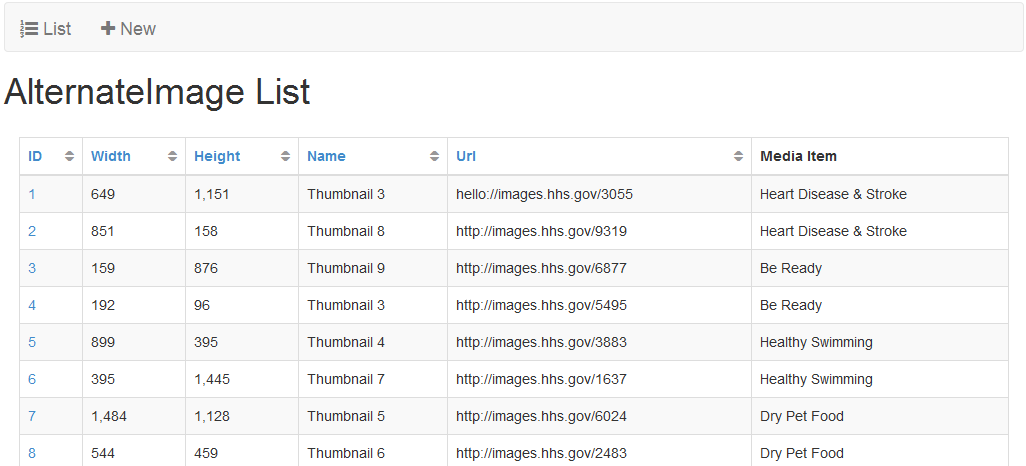 List New
AlternateImage List
ID Width Height Name Url Media Item
1 649 1,151 Thumbnail 3 hello://images.hhs.gov/3055 Heart Disease & Stroke
2 851 158 Thumbnail 8 http://images.hhs.gov/9319 Heart Disease & Stroke
3 159 876 Thumbnail 9 http://images.hhs.gov/6877 Be Ready
4 192 96 Thumbnail 3 http://images.hhs.gov/5495 Be Ready
5 899 395 Thumbnail 4 http://images.hhs.gov/3883 Healthy Swimming
6 395 1,445 Thumbnail 7 http://images.hhs.gov/1637 Healthy Swimming
7 1,484 1,128 Thumbnail 5 http://images.hhs.gov/6024 Dry Pet Food
8 544 459 Thumbnail 6 http://images.hhs.gov/2483 Dry Pet Food